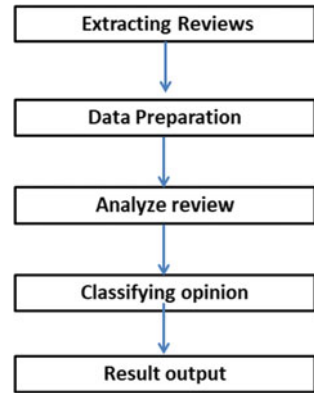 Extracting Reviews
Data Preparation
Analyze review
Classifying opinion
Result output